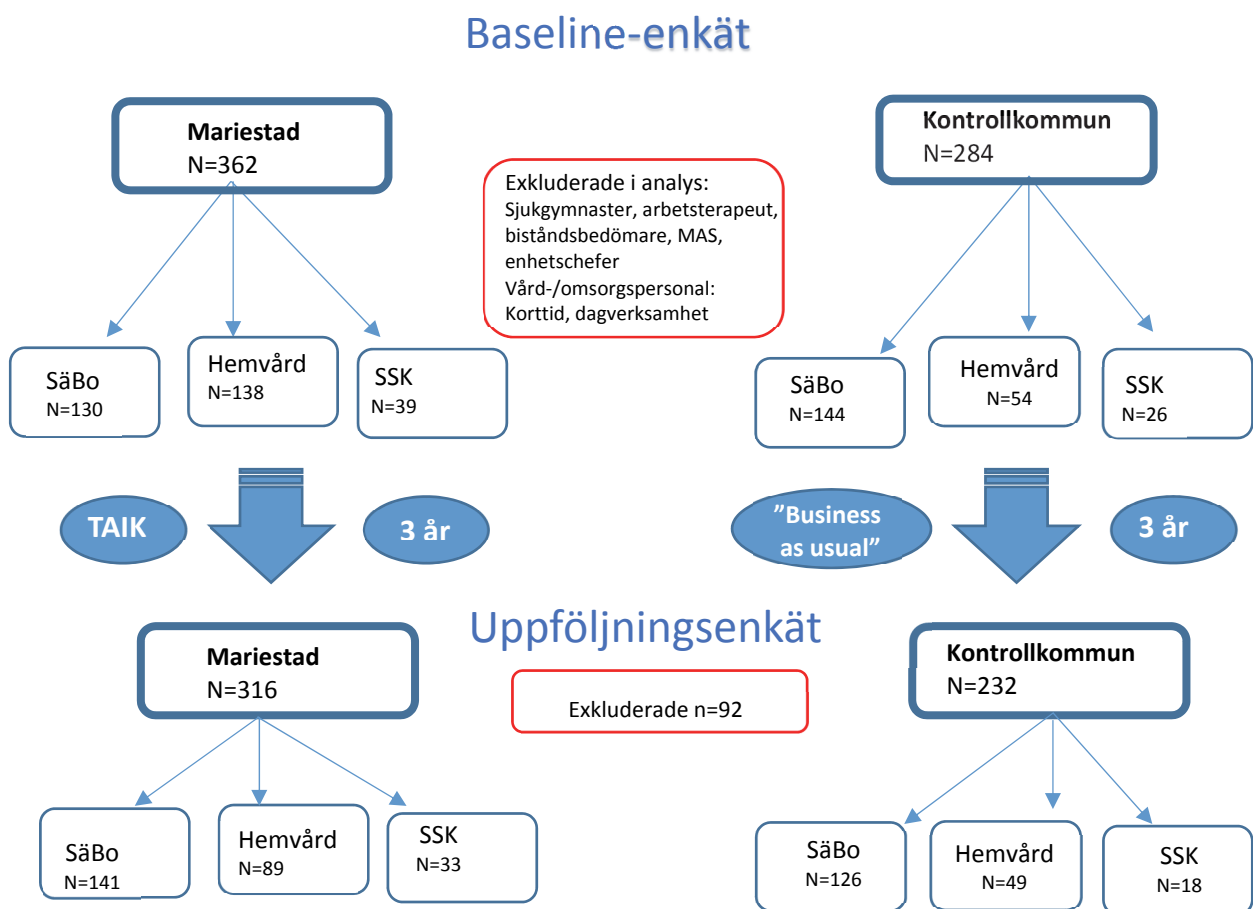 Baseline-enkät
Mariestad
N=362
Kontrollkommun
N=284
Exkluderade i analys:
Sjukgymnaster, arbetsterapeut,
biståndsbedömare, MAS,
enhetschefer
Vård-/omsorgspersonal:
Korttid, dagverksamhet
SäBo
N=130
Hemvård
N=138
SSK
N=39
SäBo
N=144
Hemvård
N=54
SSK
N=26
TAIK
3 år
”Business
as usual”
3 år
Uppföljningsenkät
Mariestad
N=316
Exkluderade n=92
Kontrollkommun
N=232
SäBo
N=141
Hemvård
N=89
SSK
N=33
SäBo
N=126
Hemvård
N=49
SSK
N=18